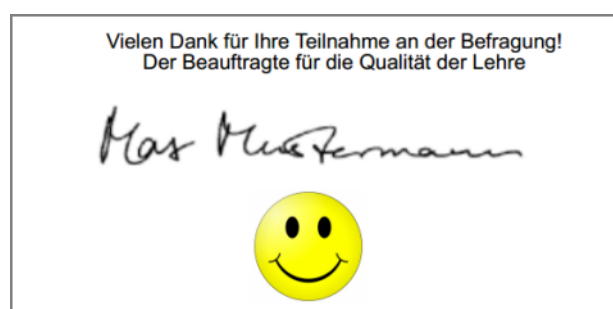 Vielen Dank für Ihre Teilnahme an der Befragung!
Der Beauftragte für die Qualität der Lehre
Max Mustermann